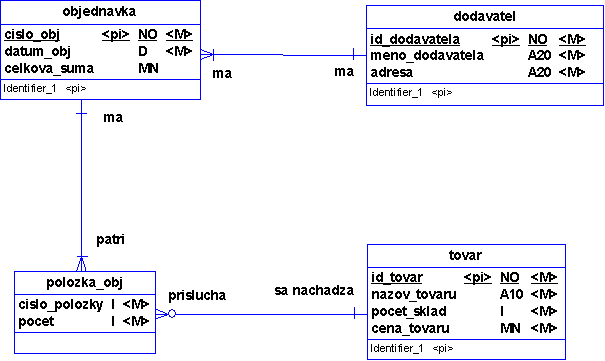 objednavka
cislo_obj <pi> NO <M>
datum_obj D <M>
celkova_suma MN
Identifier_1 <pi>
dodavatel
id_dodavatela <pi> NO <M>
meno_dodavatela A20 <M>
adresa A20 <M>
Identifier_1 <pi>
ma
ma
ma
patri
polozka_obj
cislo_polozky I <M>
pocet I <M>
prislucha
sa nachadza
tovar
id_tovar <pi> NO <M>
nazov_tovaru A10 <M>
pocet_sklad I <M>
cena_tovaru MN <M>
Identifier_1 <pi>